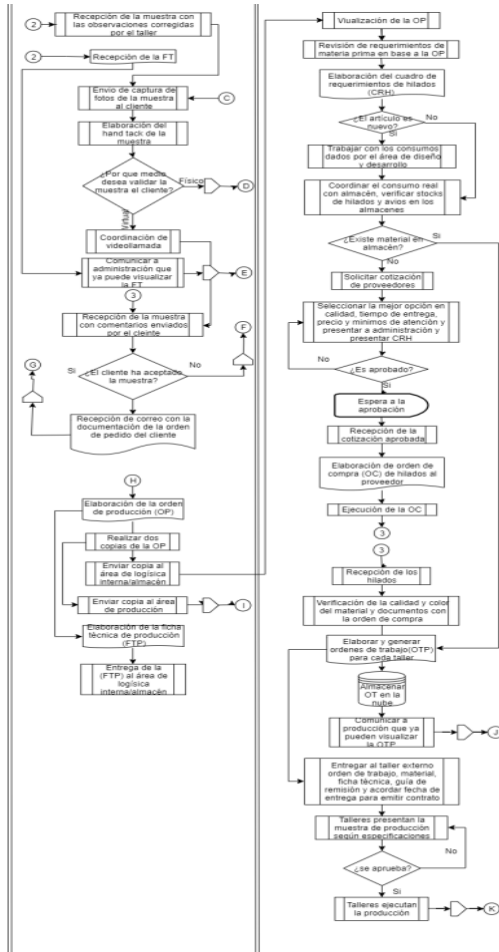 2
Recepción de la muestra con
las observaciones corregidas
por el taller
2
Recepción de la FT
Envio de captura de
fotos de la muestra
al cliente
C
Elaboración del
hand tack de la
muestra
¿Por que medio
desea validar la
muestra el cliente?
Físico
D
Virtual
Coordinación de
videollamada
Comunicar a
administración que
ya puede visualizar
la FT
E
3
Recepción de la muestra
con comentarios enviados
por el cleinte
F
G
Si
¿El cliente ha aceptado
la muestra?
No
Recepción de correo con la
documentación de la orden
de pedido del cliente
H
Elaboración de la orden
de producción (OP)
Realizar dos
copias de la OP
Enviar copia al
área de logísica
interna/almacén
Enviar copia al área
de producción
I
Elaboración de la ficha
técnica de producción
(FTP)
Entrega de la
(FTP) al área de
logísica
interna/almacén
Vlualización de la OP
Revisión de requerimientos de
materia prima en base a la OP
Elaboración del cuadro de
requerimientos de hilados
(CRH)
¿El artículo es
nuevo?
No
Si
Trabajar con los consumos
dados por el área de diseño y
desarrollo
Coordinar el consumo real
con almacén, verificar stocks
de hilados y avios en los
almacenes
¿Existe material en
almacén?
Si
No
Solicitar cotización
de proveedores
Seleccionar la mejor opción en
calidad, tiempo de entrega,
precio y minimos de atención y
presentar a administración y
presentar CRH
No
¿Es aprobado?
Si
Espera a la
aprobación
Recepción de la
cotización aprobada
Elaboración de orden de
compra (OC) de hilados al
proveedor
Ejecución de la OC
3
3
Recepción de los
hilados
Verificación de la calidad y color
del material y documentos con
la orden de compra
Elaborar y generar
ordenes de trabajo(OTP)
para cada taller
Almacenar
OT en la
nube
Comunicar a
producción que ya
pueden visualizar
la OTP
J
Entregar al taller externo
orden de trabajo, material,
ficha técnica, guía de
remisión y acordar fecha de
entrega para emitir contrato
Talleres presentan la
muestra de producción
según especificaciones
No
¿se aprueba?
Si
Talleres ejecutan
la producción
K